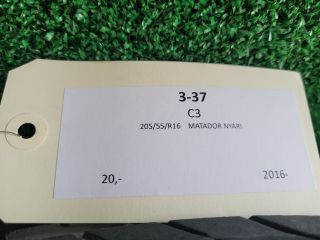 3-37
C3
205/55/R16 MATADOR NYÁRI
20,- 2016-